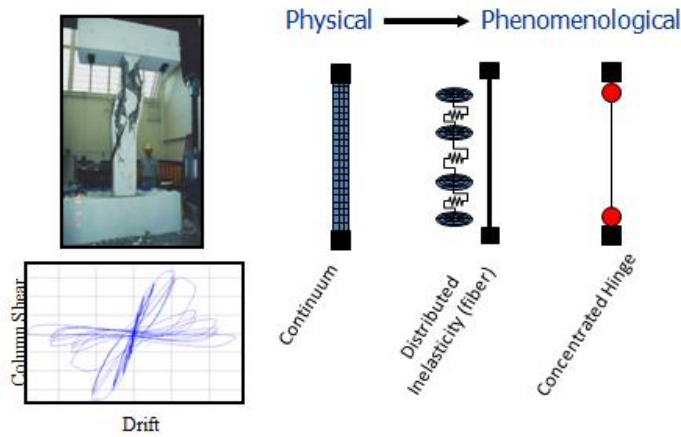 Physical Phenomenological
Column Shear
Drift
Continuum
Distributed
Inelasticity (fiber)
Concentrated Hinge